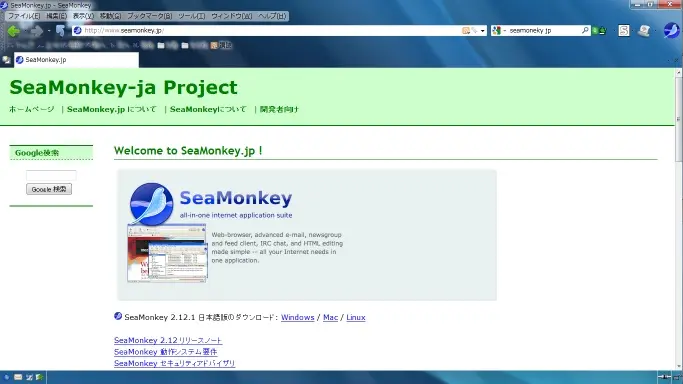 SeaMonkey.jp - SeaMonkey
ファイル(F) 編集(E) 表示(V) 移動(G) ブックマーク(B) ツール(T) ウィンドウ(W) ヘルプ(H)
http://www.seamonkey.jp/
seamoneky jp
SeaMonkey.jp
SeaMonkey-ja Project
ホームページ | SeaMonkey.jp について | SeaMonkeyについて | 開発者向け
Google検索
Google 検索
Welcome to SeaMonkey.jp !
SeaMonkey
all-in-one internet application suite
Web-browser, advanced e-mail, newsgroup
and feed client, IRC chat, and HTML editing
made simple -- all your Internet needs in
one application.
SeaMonkey 2.12.1 日本語版のダウンロード: Windows / Mac / Linux
SeaMonkey 2.12 リリースノート
SeaMonkey 動作システム要件
SeaMonkey セキュリティアドバイザリ